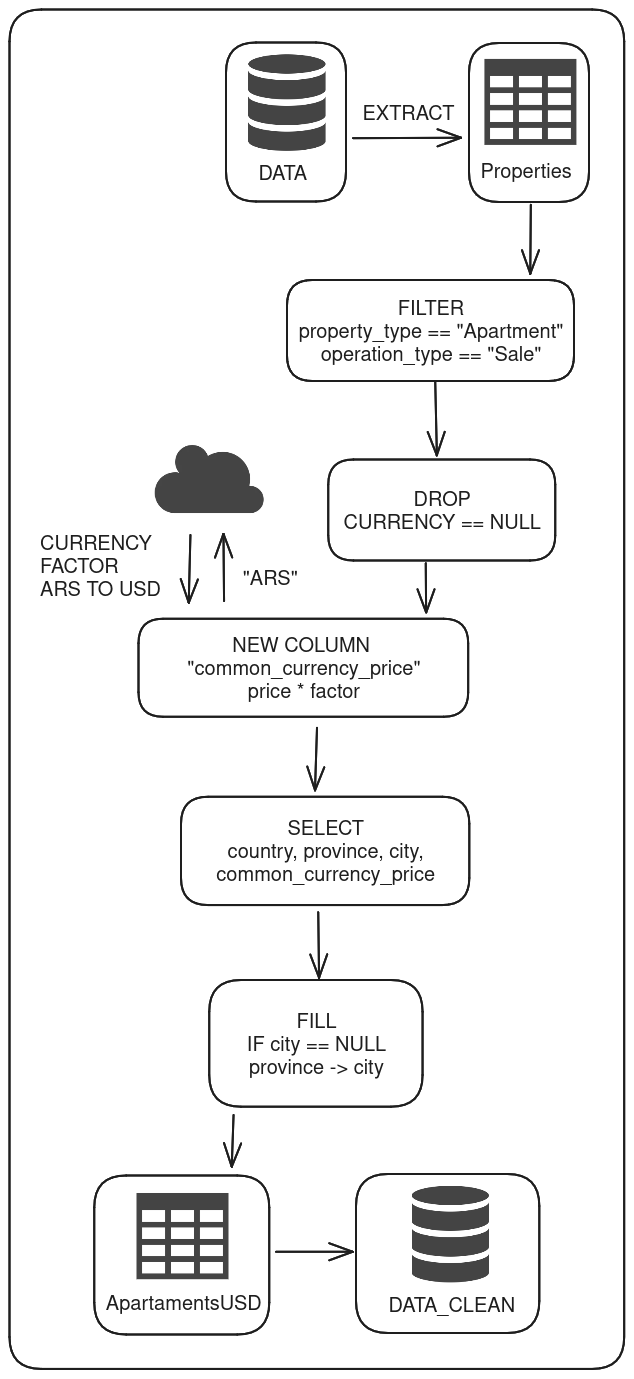 EXTRACT
DATA
Properties
FILTER
property_type == "Apartment"
operation_type == "Sale"
DROP
CURRENCY == NULL
CURRENCY
FACTOR
ARS TO USD
"ARS"
NEW COLUMN
"common_currency_price"
price * factor
SELECT
country, province, city,
common_currency_price
FILL
IF city == NULL
province -> city
ApartamentsUSD
DATA_CLEAN